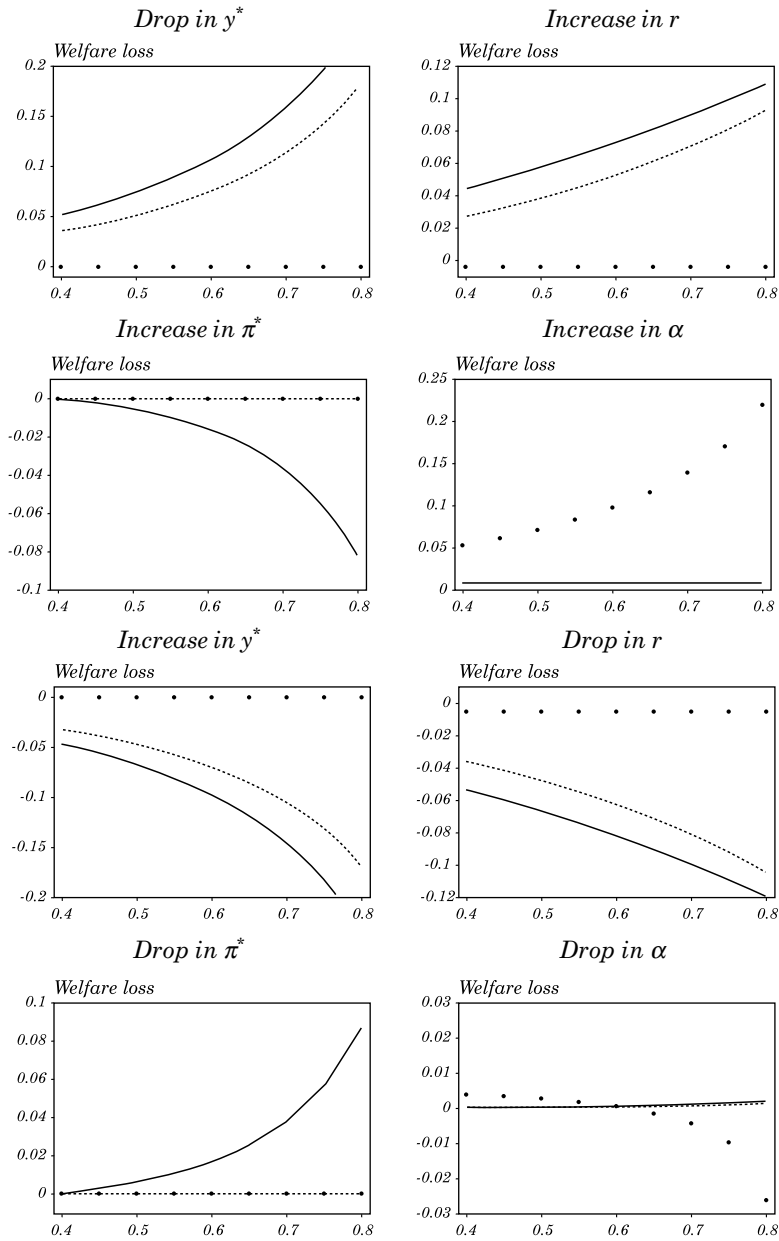 Drop in y*
Increase in r
Welfare loss
0.2
0.15
0.1
0.05
0
0.4 0.5 0.6 0.7 0.8
Welfare loss
0.12
0.1
0.08
0.06
0.04
0.02
0
0.4 0.5 0.6 0.7 0.8
Increase in π*
Increase in α
Welfare loss
0
-0.02
-0.04
-0.06
-0.08
-0.1
0.4 0.5 0.6 0.7 0.8
Welfare loss
0.25
0.2
0.15
0.1
0.05
0
0.4 0.5 0.6 0.7 0.8
Increase in y*
Drop in r
Welfare loss
0
-0.05
-0.1
-0.15
-0.2
0.4 0.5 0.6 0.7 0.8
Welfare loss
0
-0.02
-0.04
-0.06
-0.08
-0.1
-0.12
0.4 0.5 0.6 0.7 0.8
Drop in π*
Drop in α
Welfare loss
0.1
0.08
0.06
0.04
0.02
0
0.4 0.5 0.6 0.7 0.8
Welfare loss
0.03
0.02
0.01
0
-0.01
-0.02
-0.03
0.4 0.5 0.6 0.7 0.8